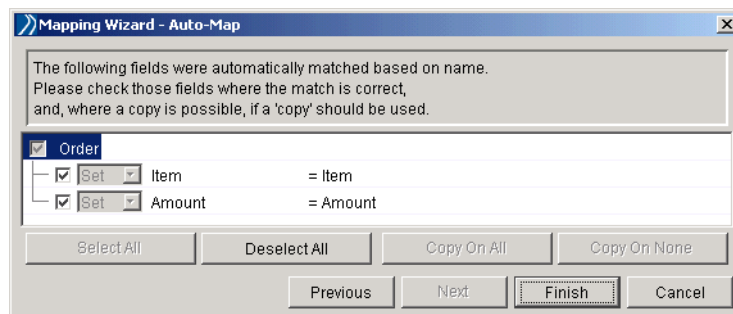 Mapping Wizard - Auto-Map
The following fields were automatically matched based on name.
Please check those fields where the match is correct,
and, where a copy is possible, if a 'copy' should be used.
Order
Set Item = Item
Set Amount = Amount
Select All Deselect All Copy On All Copy On None
Previous Next Finish Cancel